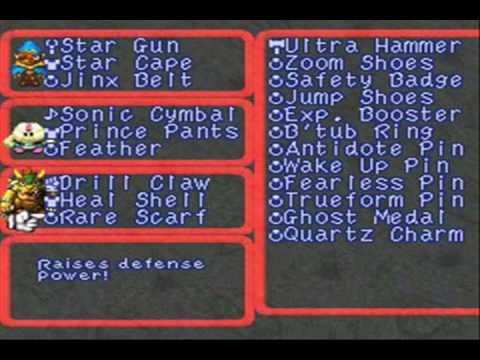 Star Gun
Star Cape
Jinx Belt
Sonic Cymbal
Prince Pants
Feather
Drill Claw
Heal Shell
Rare Scarf
Raises defense
power!
Ultra Hammer
Zoom Shoes
Safety Badge
Jump Shoes
Exp. Booster
B'tub Ring
Antidote Pin
Wake Up Pin
Fearless Pin
Trueform Pin
Ghost Medal
Quartz Charm